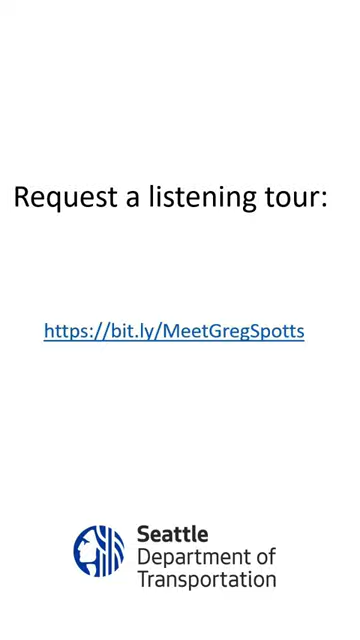 Request a listening tour:
https://bit.ly/MeetGregSpotts
Seattle
Department of
Transportation